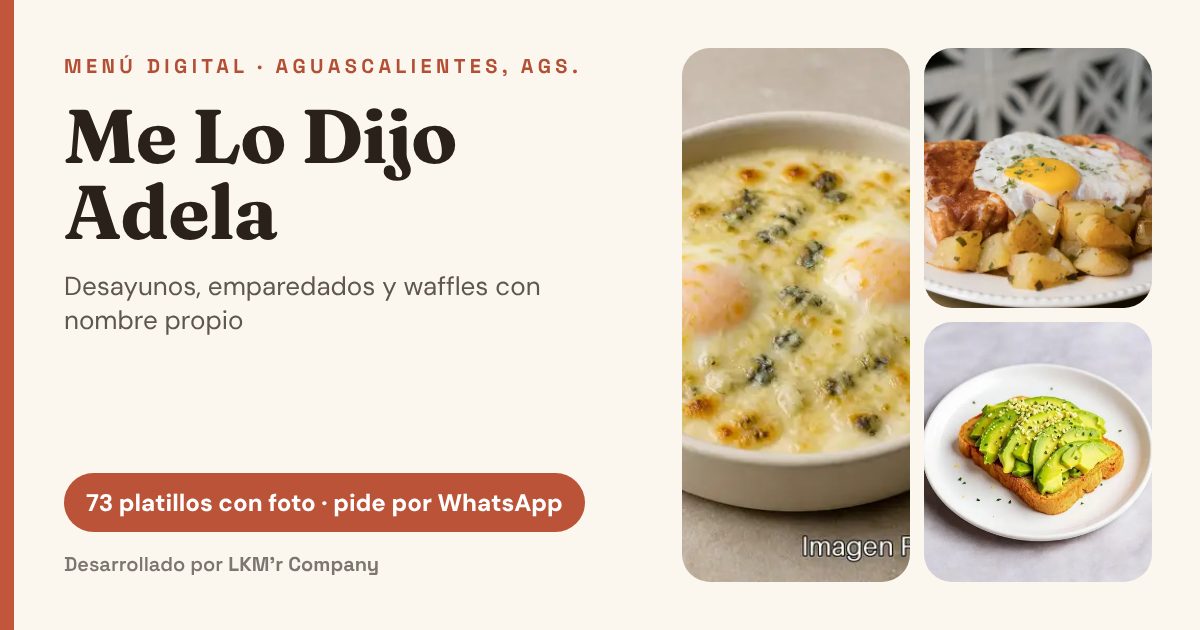 MENÚ DIGITAL · AGUASCALIENTES, AGS.
Me Lo Dijo
Adela
Desayunos, emparedados y waffles con
nombre propio
73 platillos con foto · pide por WhatsApp
Desarrollado por LKM’r Company
Imagen